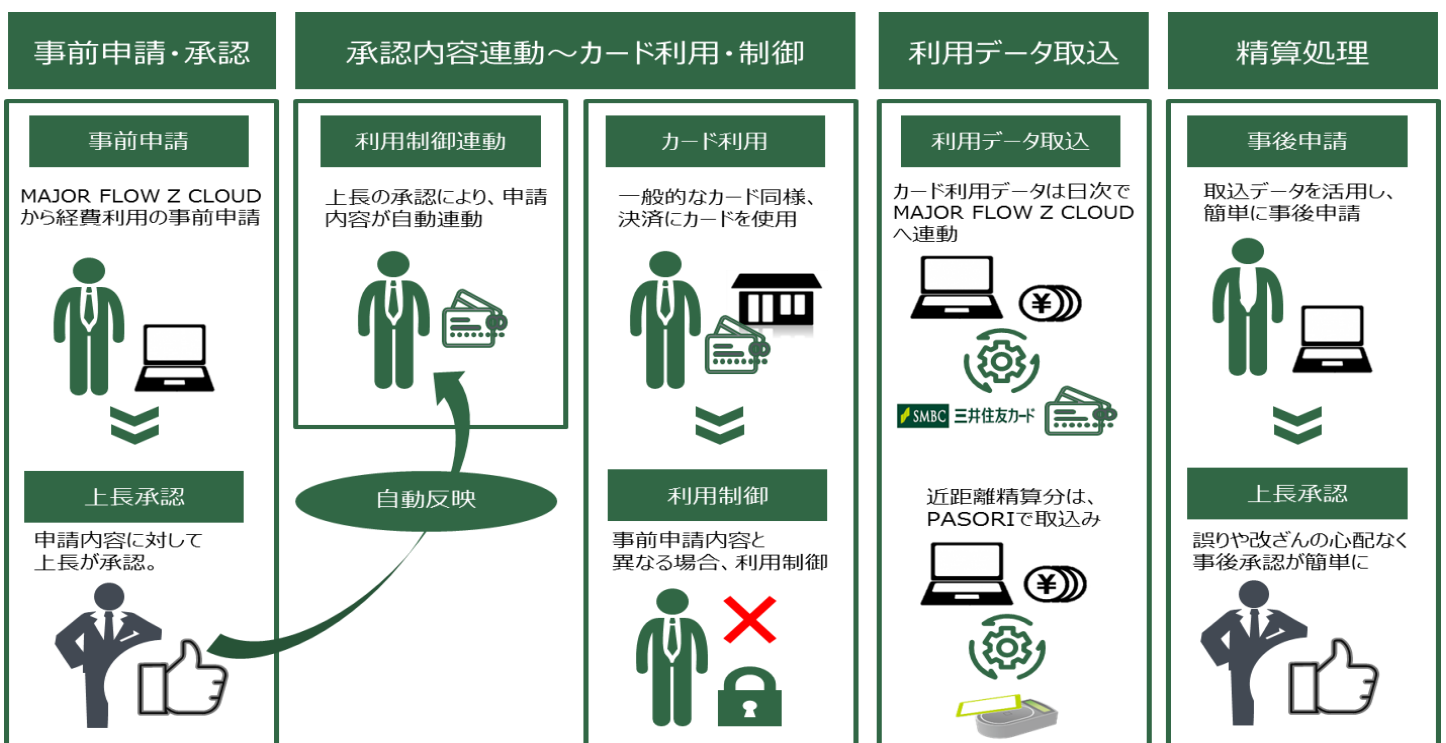 事前申請・承認
承認内容連動～カード利用・制御
利用データ取込
精算処理
事前申請
MAJOR FLOW Z CLOUD
から経費利用の事前申請
上長承認
申請内容に対して
上長が承認。
利用制御連動
上長の承認により、申請
内容が自動連動
自動反映
カード利用
一般的なカード同様、
決済にカードを使用
利用制御
事前申請内容と
異なる場合、利用制御
利用データ取込
カード利用データは日次で
MAJOR FLOW Z CLOUD
へ連動
¥
SMBC 三井住友カード
近距離精算分は、
PASORIで取込み
¥
事後申請
取込データを活用し、
簡単に事後申請
上長承認
誤りや改ざんの心配なく
事後承認が簡単に